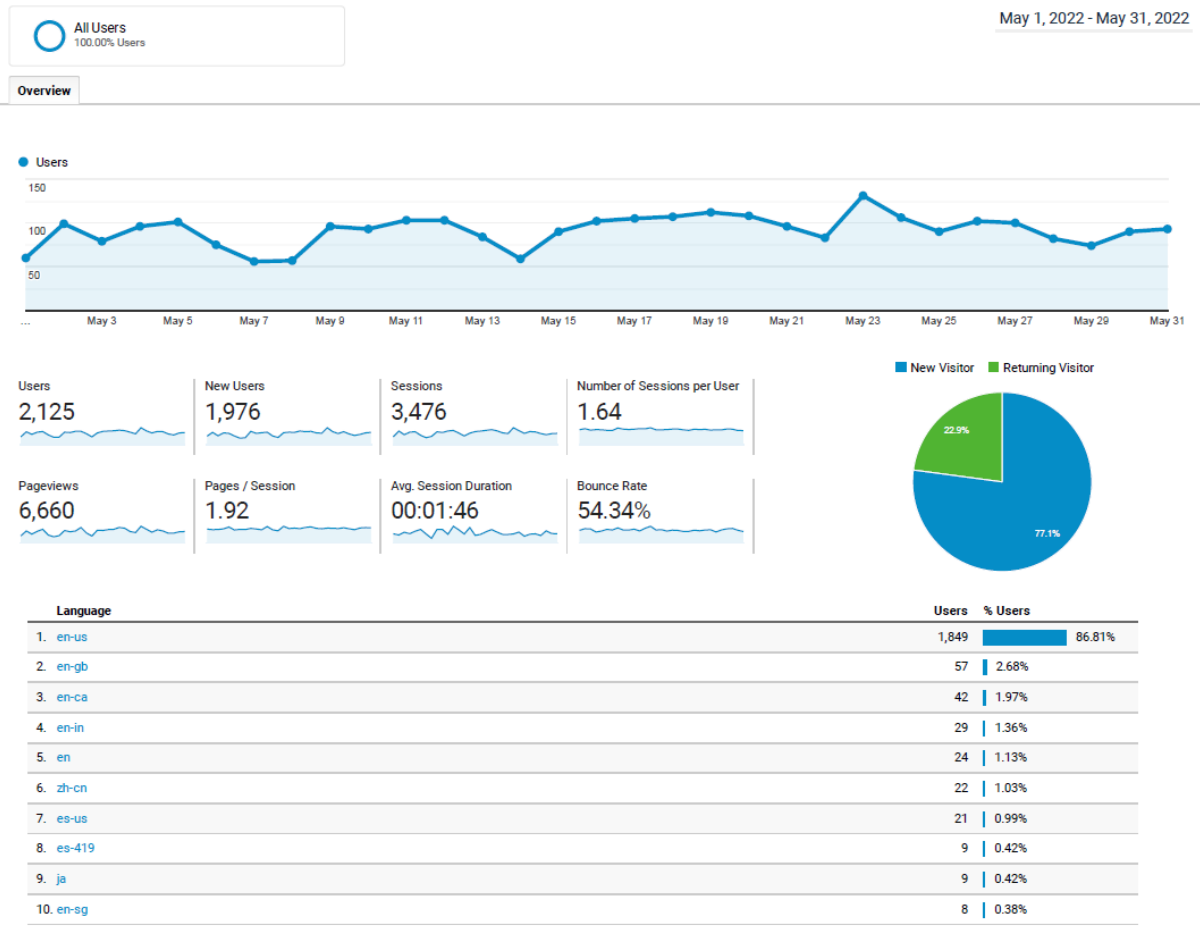 All Users
100.00% Users
May 1, 2022 - May 31, 2022
Overview
Users
150
100
50
... May 3 May 5 May 7 May 9 May 11 May 13 May 15 May 17 May 19 May 21 May 23 May 25 May 27 May 29 May 31
New Visitor Returning Visitor
Users New Users Sessions Number of Sessions per User
2,125 1,976 3,476 1.64
Pageviews Pages / Session Avg. Session Duration Bounce Rate
6,660 1.92 00:01:46 54.34%
22.9%
77.1%
Language Users % Users
1. en-us 1,849 86.81%
2. en-gb 57 2.68%
3. en-ca 42 1.97%
4. en-in 29 1.36%
5. en 24 1.13%
6. zh-cn 22 1.03%
7. es-us 21 0.99%
8. es-419 9 0.42%
9. ja 9 0.42%
10. en-sg 8 0.38%